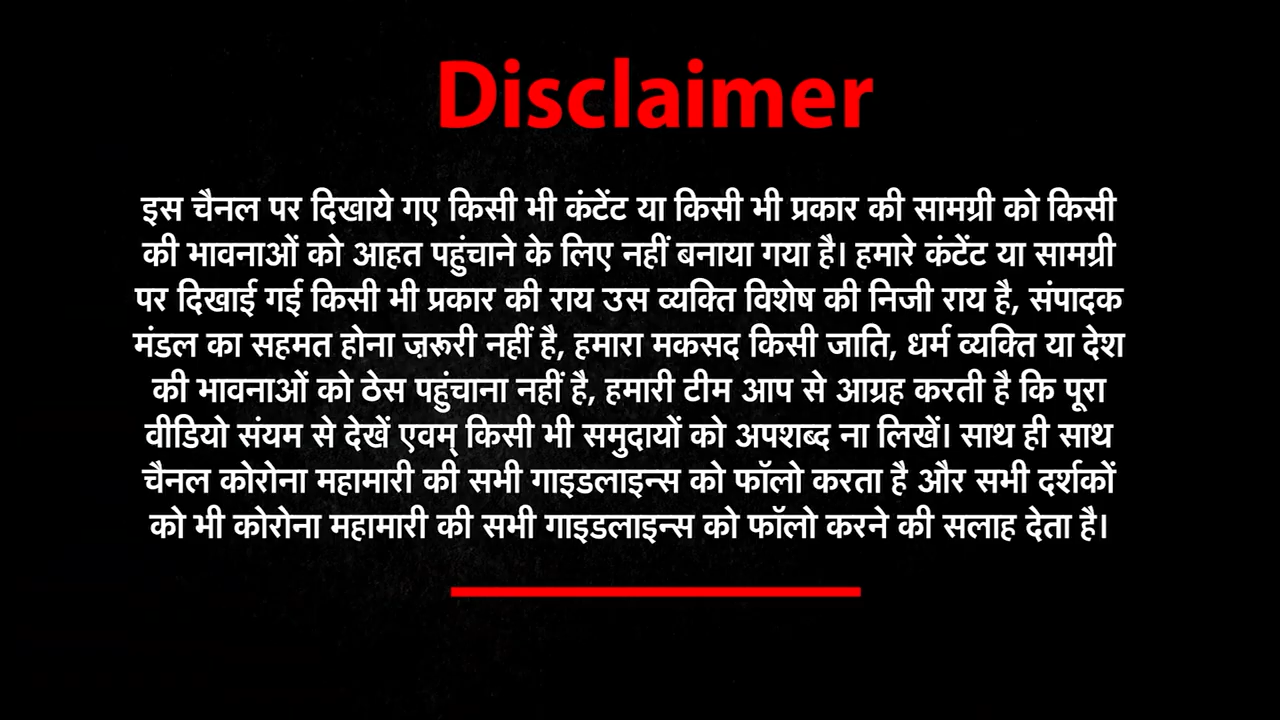 Disclaimer
इस चैनल पर दिखाये गए किसी भी कंटेंट या किसी भी प्रकार की सामग्री को किसी
की भावनाओं को आहत पहुंचाने के लिए नहीं बनाया गया है। हमारे कंटेंट या सामग्री
पर दिखाई गई किसी भी प्रकार की राय उस व्यक्ति विशेष की निजी राय है, संपादक
मंडल का सहमत होना ज़रूरी नहीं है, हमारा मकसद किसी जाति, धर्म व्यक्ति या देश
की भावनाओं को ठेस पहुंचाना नहीं है, हमारी टीम आप से आग्रह करती है कि पूरा
वीडियो संयम से देखें एवम् किसी भी समुदायों को अपशब्द ना लिखें। साथ ही साथ
चैनल कोरोना महामारी की सभी गाइडलाइन्स को फॉलो करता है और सभी दर्शकों
को भी कोरोना महामारी की सभी गाइडलाइन्स को फॉलो करने की सलाह देता है।